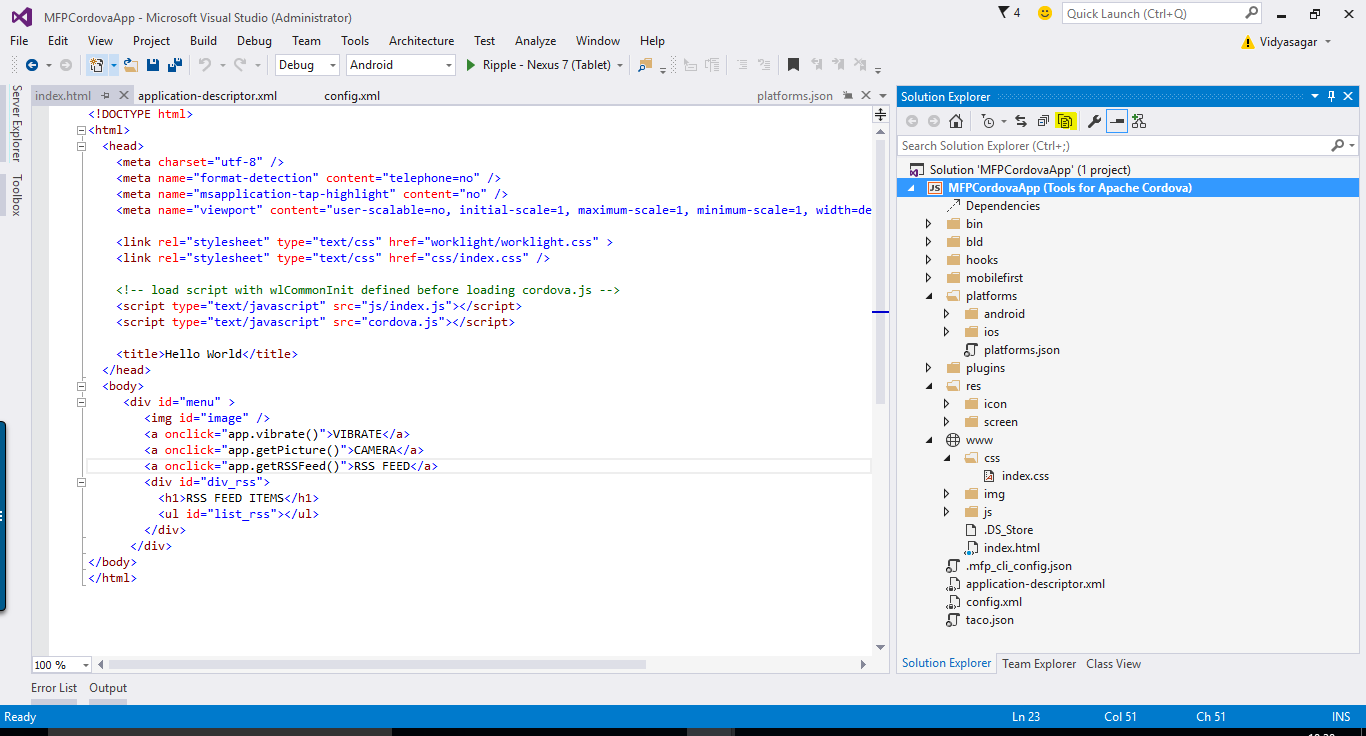 MFPCordovaApp - Microsoft Visual Studio (Administrator)
4
Quick Launch (Ctrl+Q)
File Edit View Project Build Debug Team Tools Architecture Test Analyze Window Help
Vidyasagar
Debug Android Ripple - Nexus 7 (Tablet)
Server Explorer
Toolbox
index.html application-descriptor.xml config.xml platforms.json
<!DOCTYPE html>
<html>
<head>
<meta charset="utf-8" />
<meta name="format-detection" content="telephone=no" />
<meta name="msapplication-tap-highlight" content="no" />
<meta name="viewport" content="user-scalable=no, initial-scale=1, maximum-scale=1, minimum-scale=1, width=de
<link rel="stylesheet" type="text/css" href="worklight/worklight.css" >
<link rel="stylesheet" type="text/css" href="css/index.css" />
<!-- load script with wlCommonInit defined before loading cordova.js -->
<script type="text/javascript" src="js/index.js"></script>
<script type="text/javascript" src="cordova.js"></script>
<title>Hello World</title>
</head>
<body>
<div id="menu" >
<img id="image" />
<a onclick="app.vibrate()">VIBRATE</a>
<a onclick="app.getPicture()">CAMERA</a>
<a onclick="app.getRSSFeed()">RSS FEED</a>
<div id="div_rss">
<h1>RSS FEED ITEMS</h1>
<ul id="list_rss"></ul>
</div>
</div>
</body>
</html>
100 %
Solution Explorer
Search Solution Explorer (Ctrl+;)
Solution 'MFPCordovaApp' (1 project)
JS MFPCordovaApp (Tools for Apache Cordova)
Dependencies
bin
bld
hooks
mobilefirst
platforms
android
ios
platforms.json
plugins
res
icon
screen
www
css
index.css
img
js
.DS_Store
index.html
.mfp_cli_config.json
application-descriptor.xml
config.xml
taco.json
Solution Explorer Team Explorer Class View
Error List Output
Ready Ln 23 Col 51 Ch 51 INS